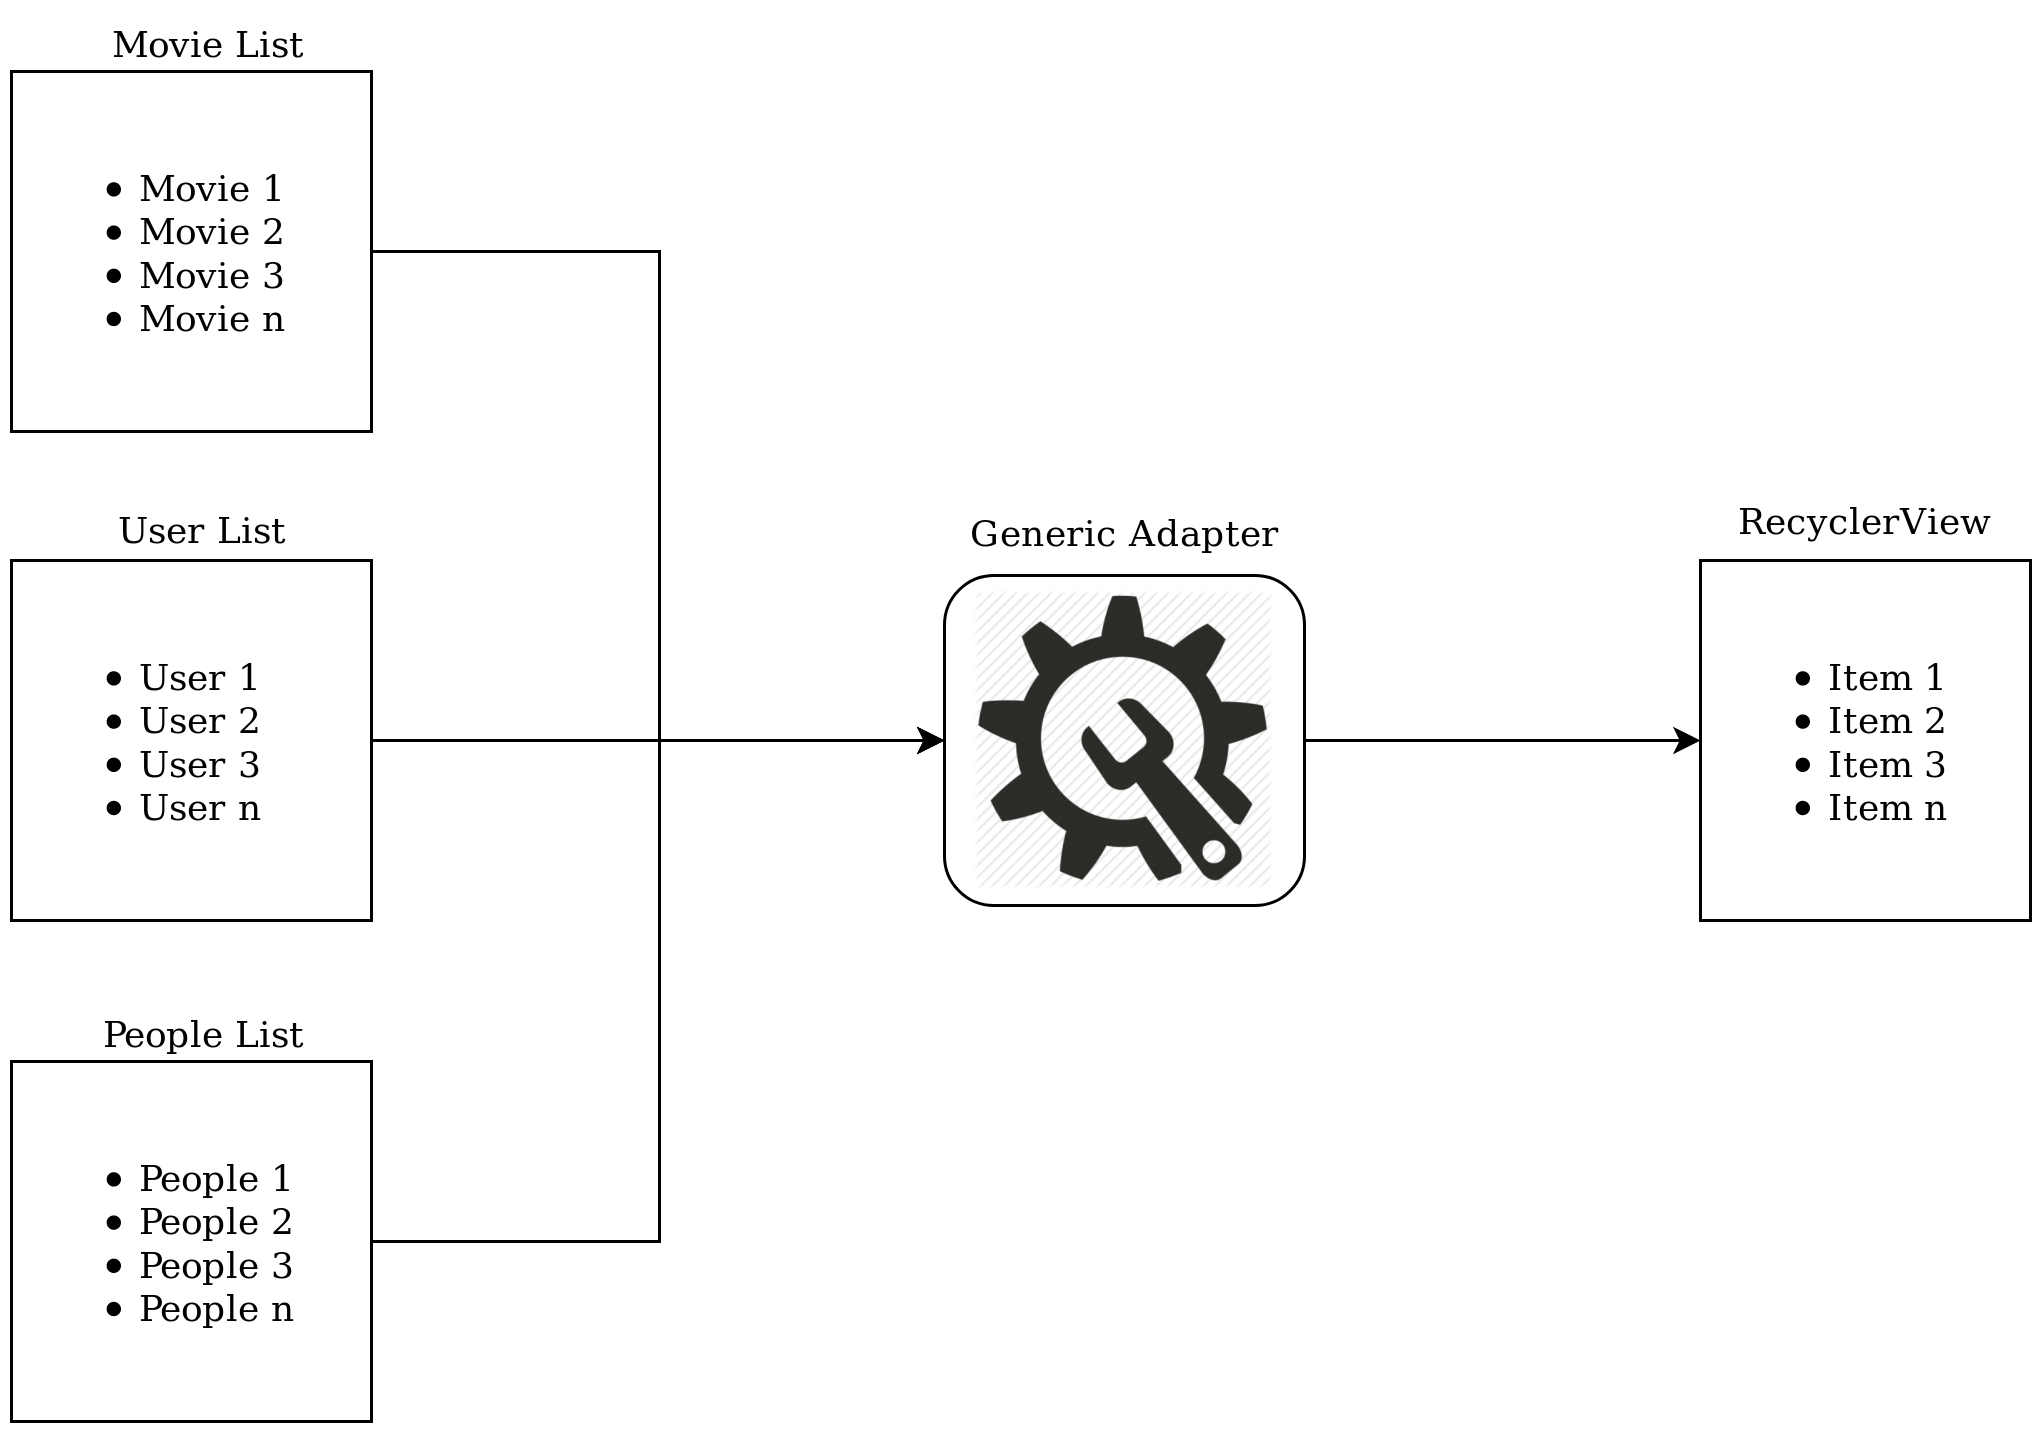 Movie List
• Movie 1
• Movie 2
• Movie 3
• Movie n
User List
• User 1
• User 2
• User 3
• User n
People List
• People 1
• People 2
• People 3
• People n
Generic Adapter
RecyclerView
• Item 1
• Item 2
• Item 3
• Item n